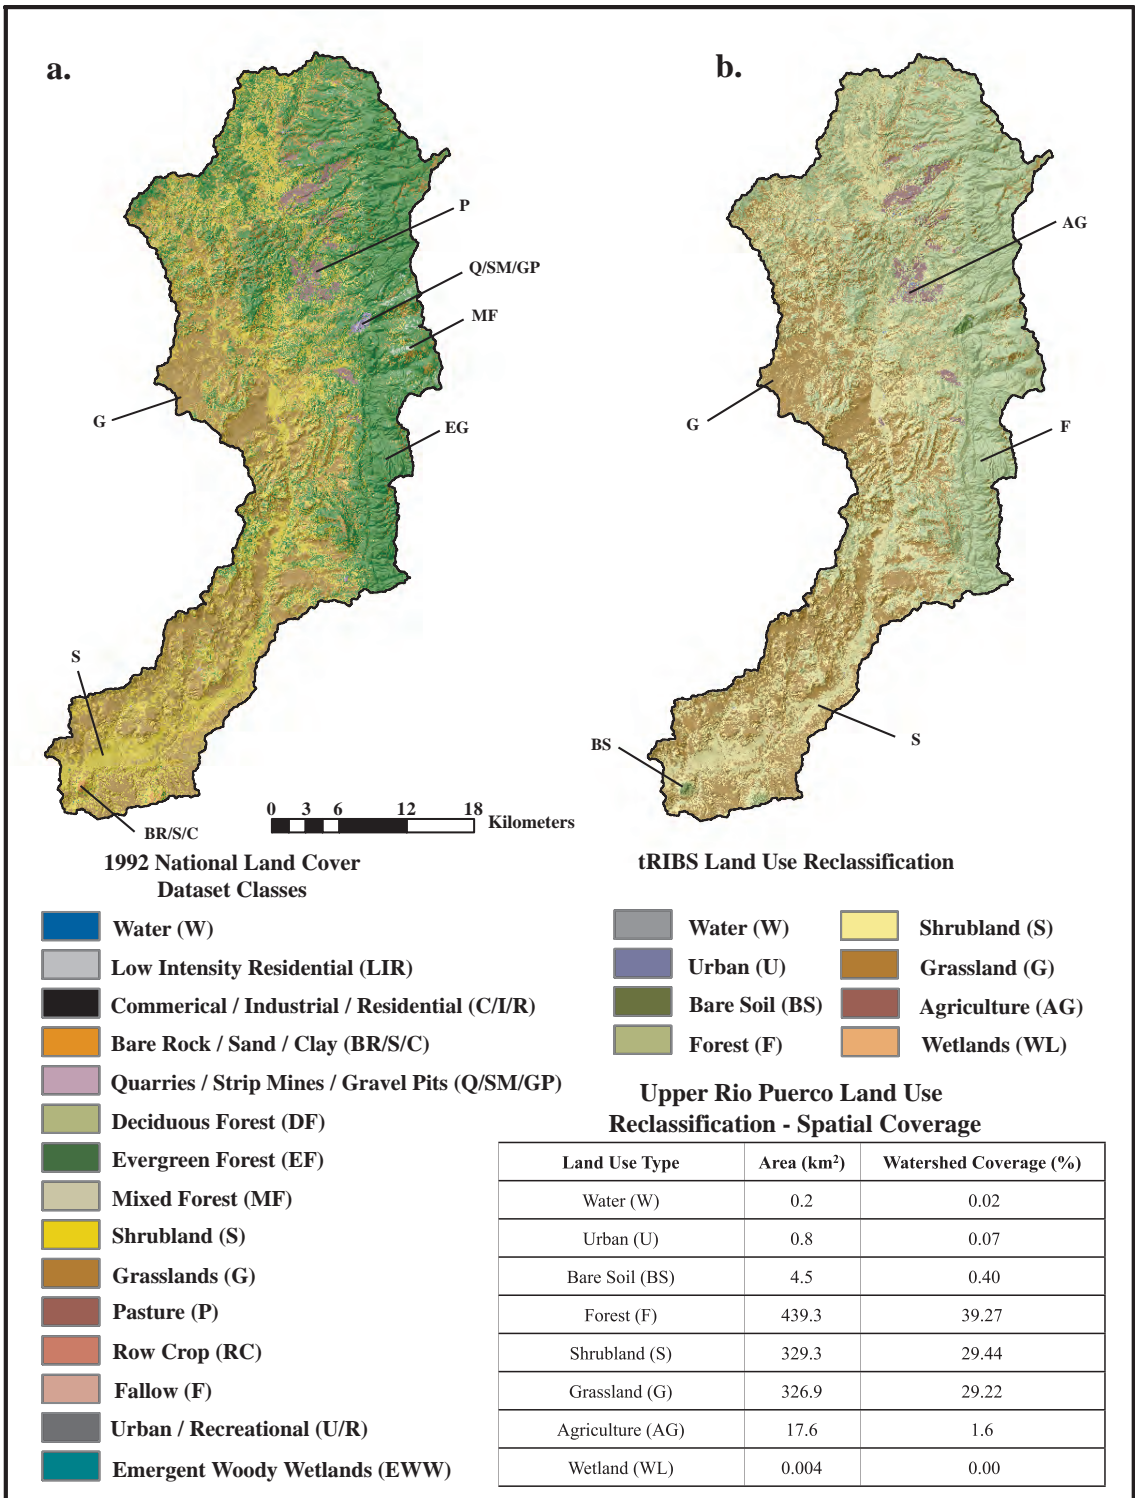 a.
b.
P
AG
Q/SM/GP
MF
G
EG
G
F
S
BS
S
BR/S/C
0 3 6 12 18
Kilometers
1992 National Land Cover
Dataset Classes
Water (W)
Low Intensity Residential (LIR)
Commerical / Industrial / Residential (C/I/R)
Bare Rock / Sand / Clay (BR/S/C)
Quarries / Strip Mines / Gravel Pits (Q/SM/GP)
Deciduous Forest (DF)
Evergreen Forest (EF)
Mixed Forest (MF)
Shrubland (S)
Grasslands (G)
Pasture (P)
Row Crop (RC)
Fallow (F)
Urban / Recreational (U/R)
Emergent Woody Wetlands (EWW)
tRIBS Land Use Reclassification
Water (W)
Urban (U)
Bare Soil (BS)
Forest (F)
Shrubland (S)
Grassland (G)
Agriculture (AG)
Wetlands (WL)
Upper Rio Puerco Land Use
Reclassification - Spatial Coverage
Land Use Type Area (km²) Watershed Coverage (%)
Water (W) 0.2 0.02
Urban (U) 0.8 0.07
Bare Soil (BS) 4.5 0.40
Forest (F) 439.3 39.27
Shrubland (S) 329.3 29.44
Grassland (G) 326.9 29.22
Agriculture (AG) 17.6 1.6
Wetland (WL) 0.004 0.00